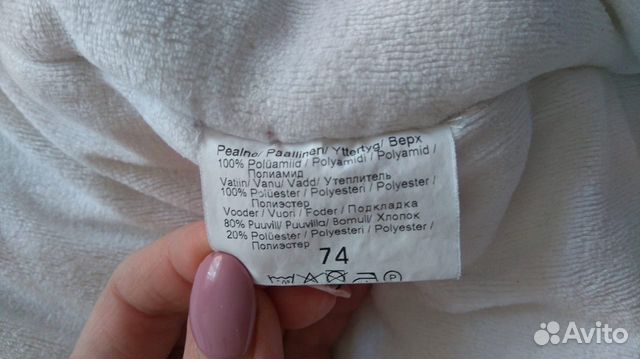 Pealne/ Päällinen/ Yttertyg/ Верх
100% Polüamiid / Polyamidi / Polyamid /
Полиамид
Vatiin/ Vanu/ Vadd/ Утеплитель
100% Polüester / Polyesteri / Polyester /
Полиэстер
Vooder / Vuori / Foder / Подкладка
80% Puuvill/ Puuvilla/ Bomull/ Хлопок
20% Polüester / Polyesteri / Polyester /
Полиэстер
74
P
Avito